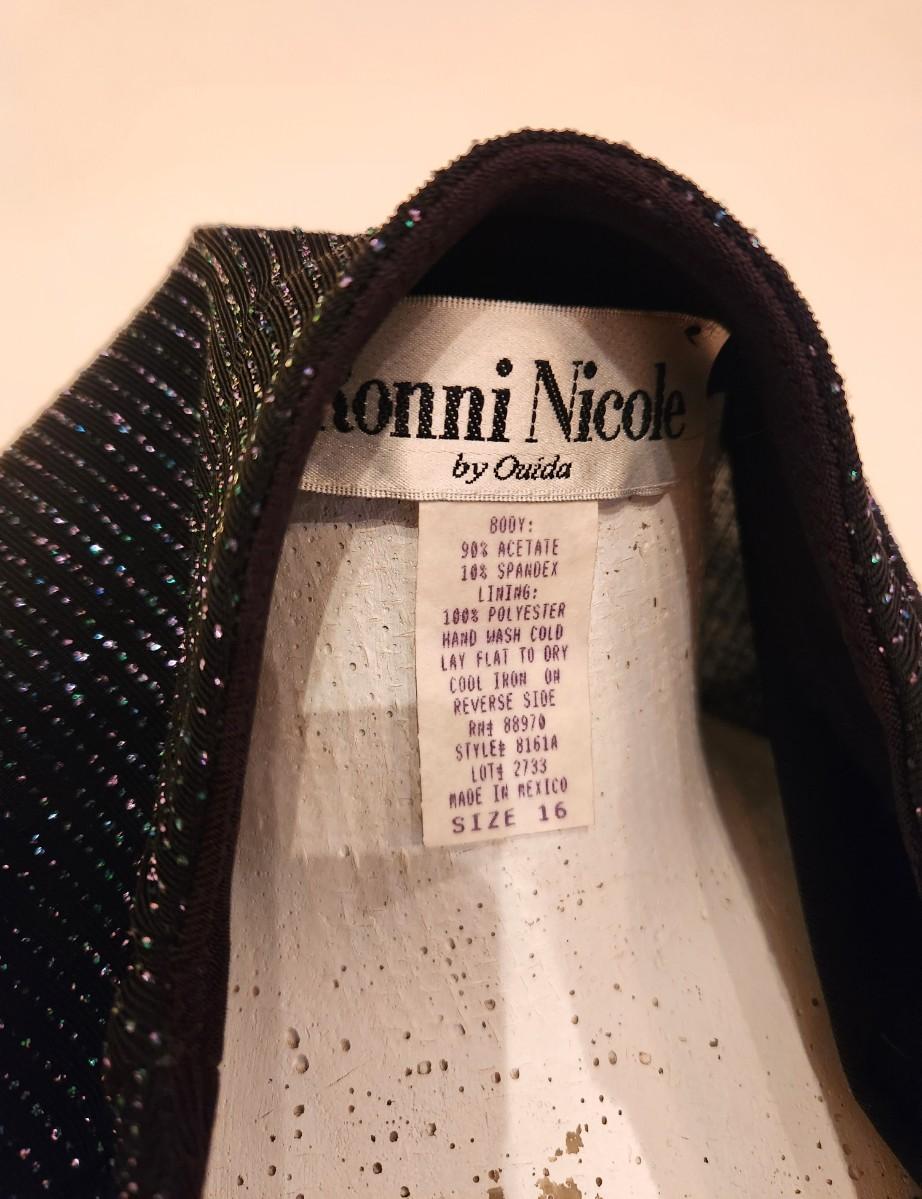 Ronni Nicole
by Ouida
BODY:
90% ACETATE
10% SPANDEX
LINING:
100% POLYESTER
HAND WASH COLD
LAY FLAT TO DRY
COOL IRON ON
REVERSE SIDE
RN# 88970
STYLE# 8161A
LOT# 2733
MADE IN MEXICO
SIZE 16